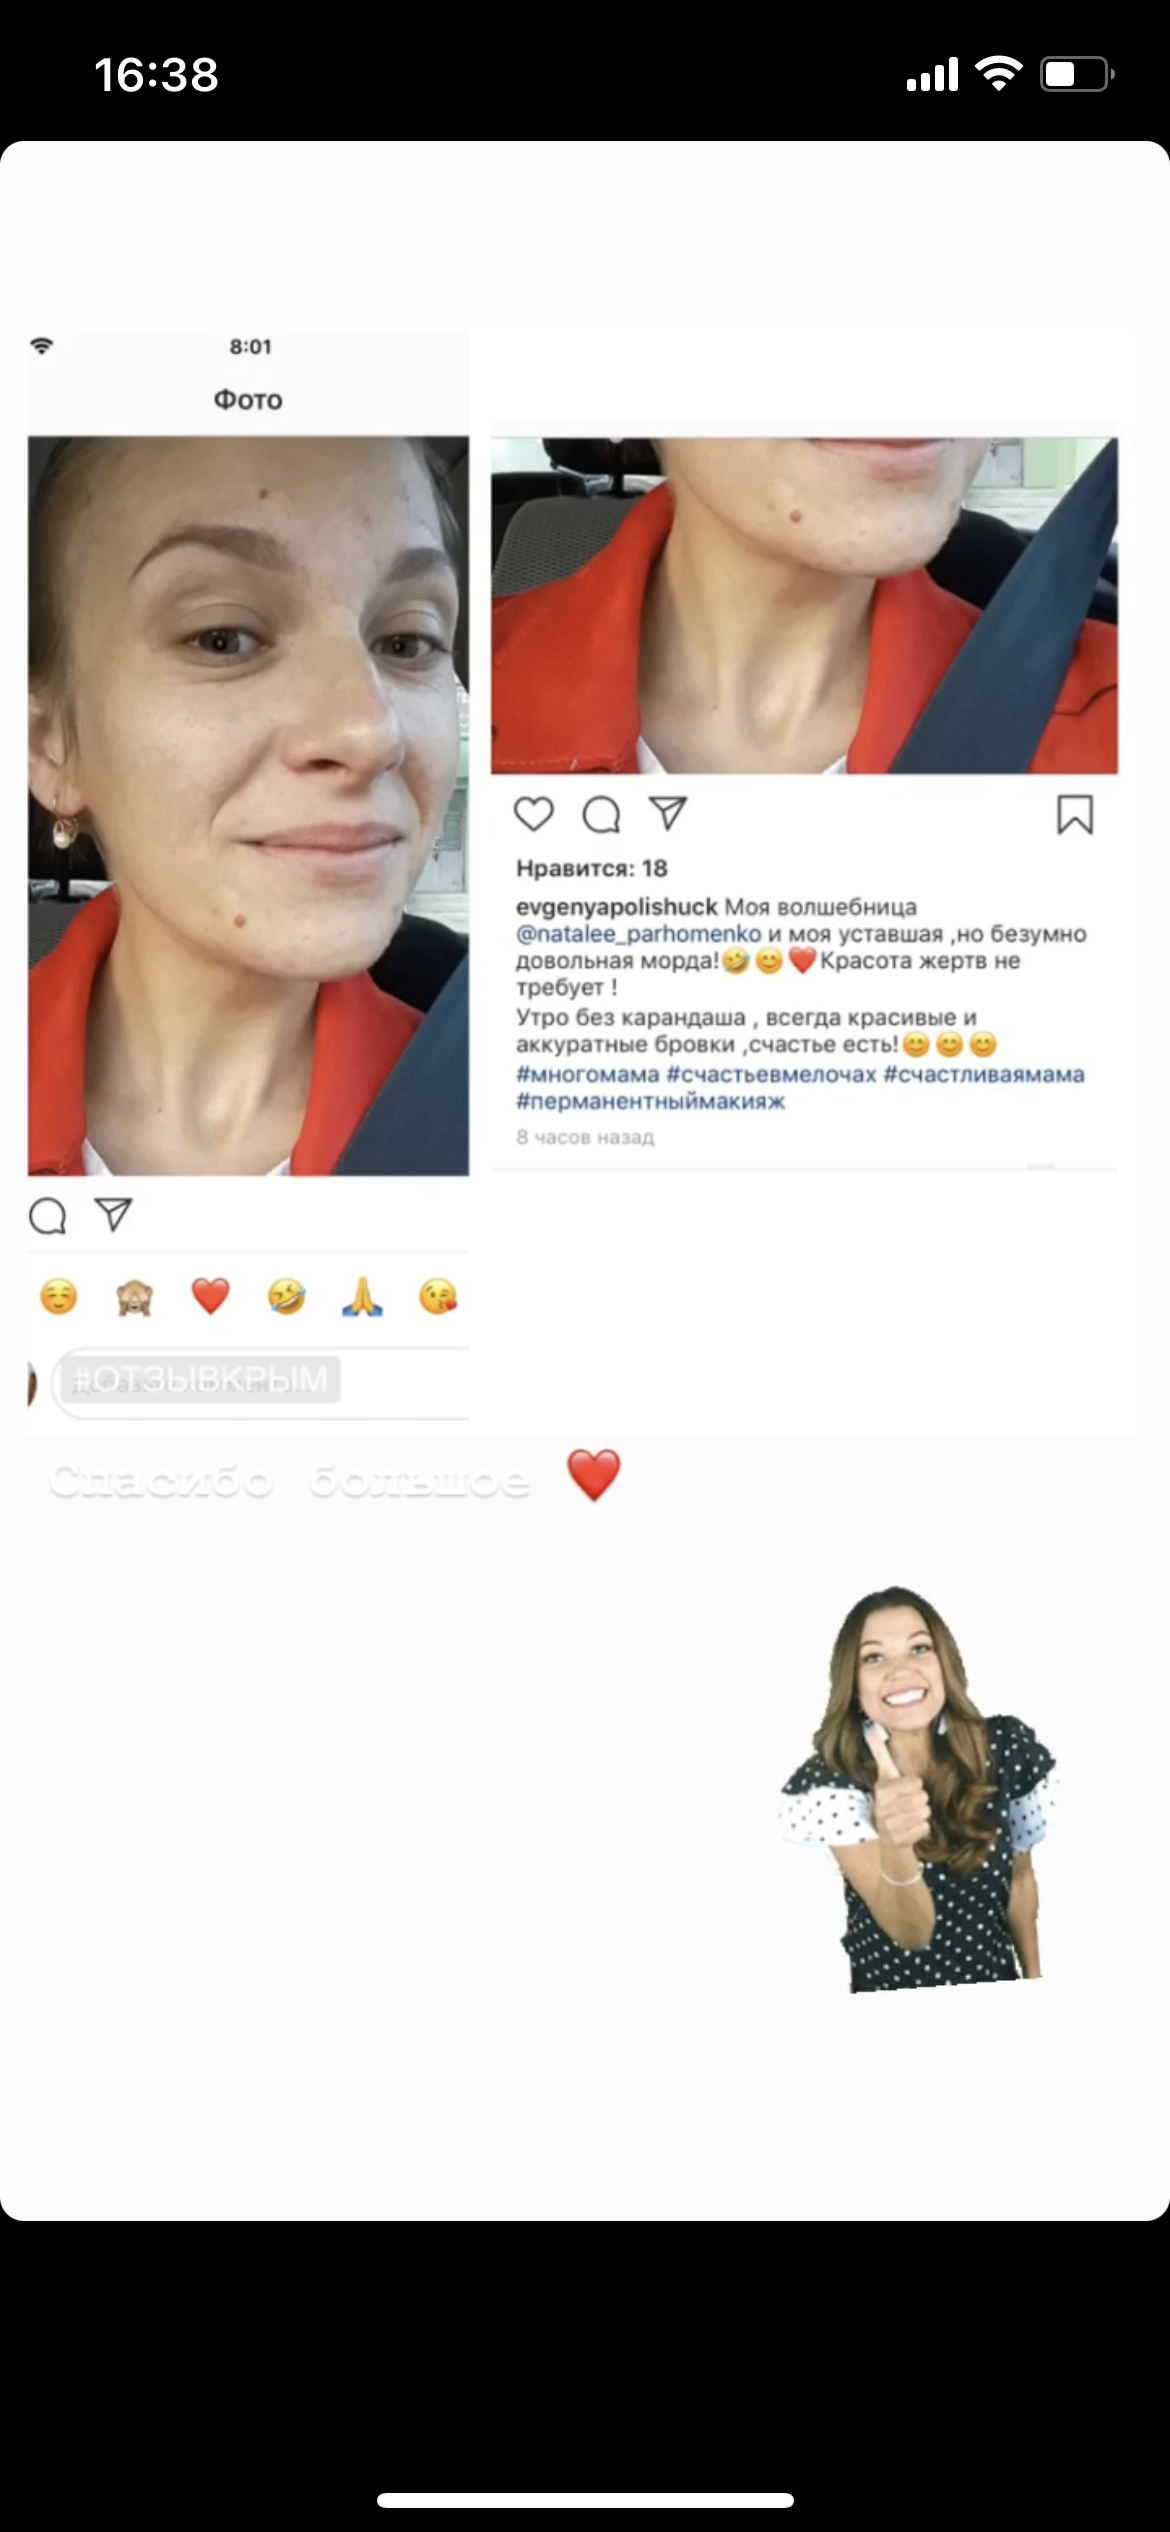 16:38
8:01
Фото
#ОТЗЫВКРЫМ
Нравится: 18
evgenyapolishuck Моя волшебница
@natalee_parhomenko и моя уставшая ,но безумно
довольная морда!🤣😊❤️Красота жертв не
требует !
Утро без карандаша , всегда красивые и
аккуратные бровки ,счастье есть!😊😊😊
#многомама #счастьевмелочах #счастливаямама
#перманентныймакияж
8 часов назад
Спасибо большое ❤️